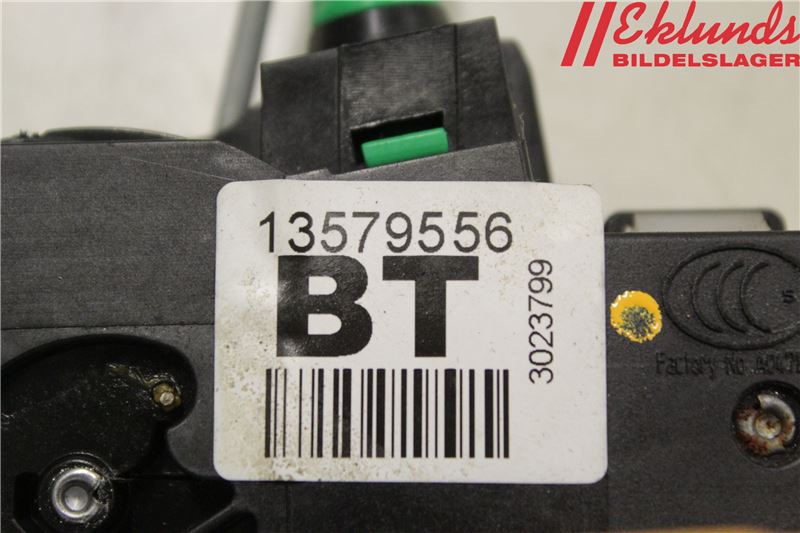 Eklunds
BILDELSLAGER
13579556
BT
3023799
S
Factory No.